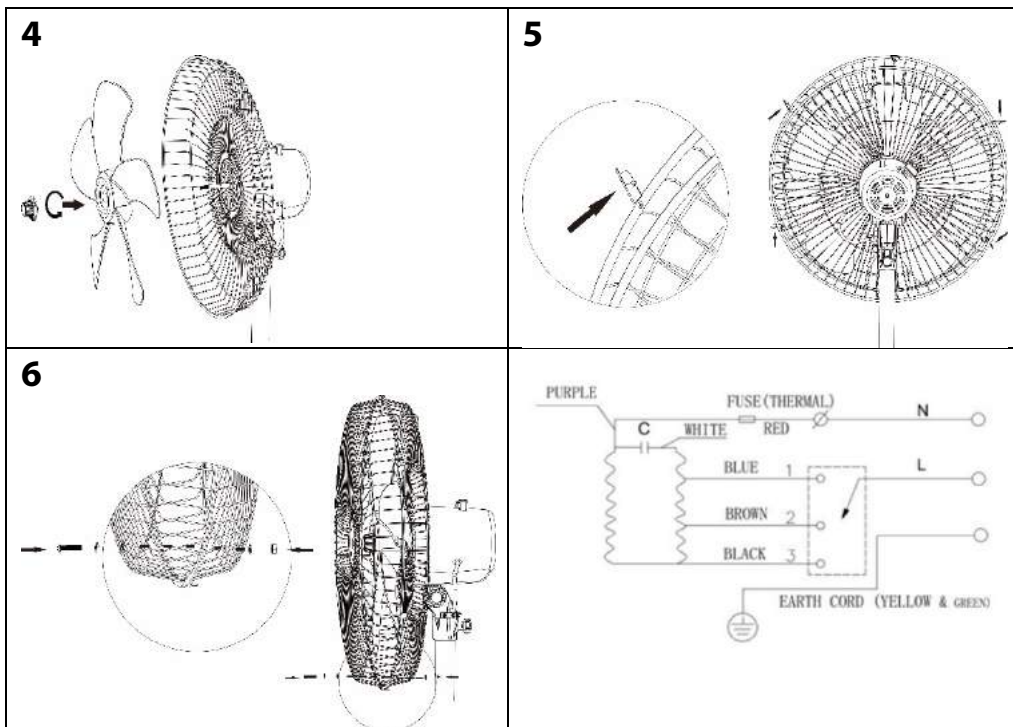 4
5
6
PURPLE
FUSE(THERMAL)
N
C
WHITE
RED
BLUE 1
L
BROWN 2
BLACK 3
EARTH CORD (YELLOW & GREEN)